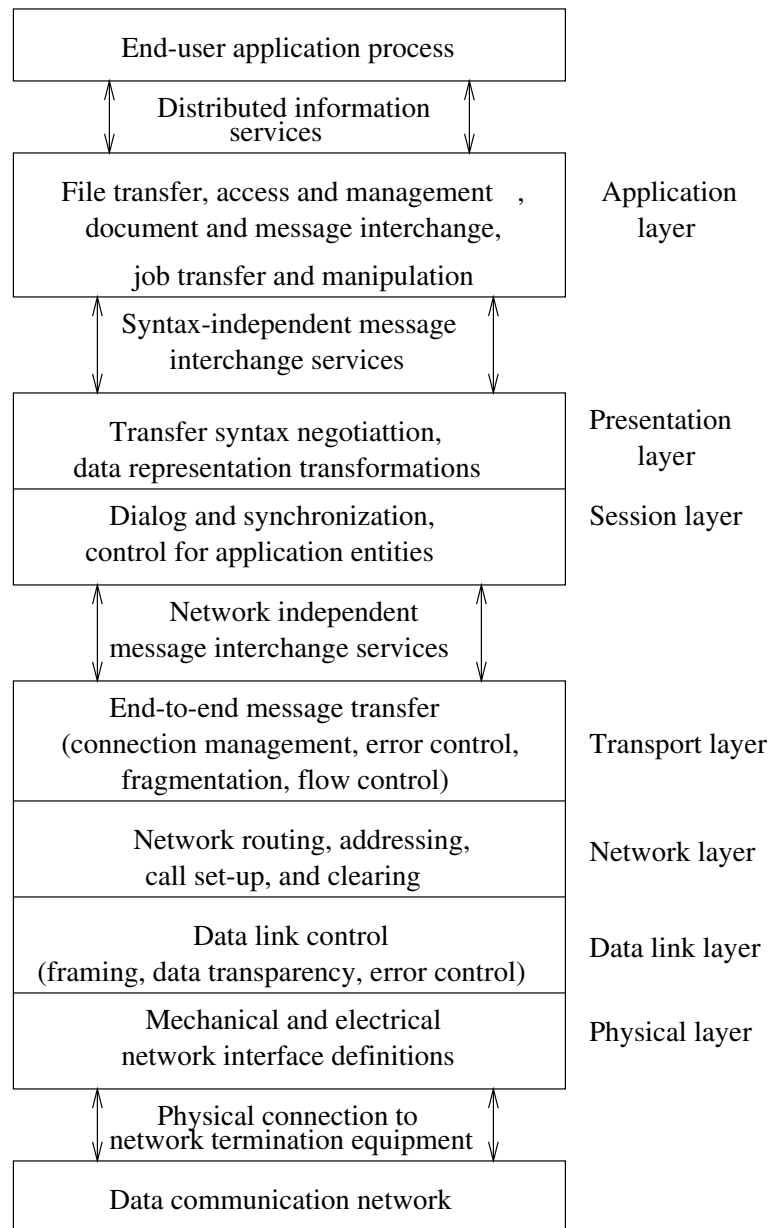 End-user application process
Distributed information
services
File transfer, access and management ,
document and message interchange,
job transfer and manipulation
Application
layer
Syntax-independent message
interchange services
Transfer syntax negotiattion,
data representation transformations
Presentation
layer
Dialog and synchronization,
control for application entities
Session layer
Network independent
message interchange services
End-to-end message transfer
(connection management, error control,
fragmentation, flow control)
Transport layer
Network routing, addressing,
call set-up, and clearing
Network layer
Data link control
(framing, data transparency, error control)
Data link layer
Mechanical and electrical
network interface definitions
Physical layer
Physical connection to
network termination equipment
Data communication network